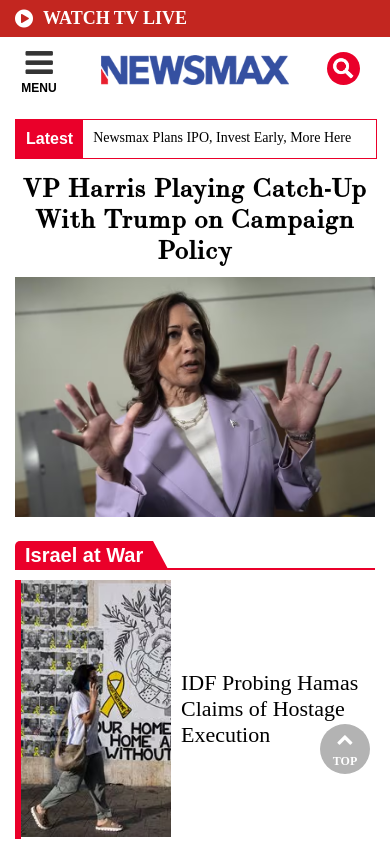 WATCH TV LIVE
MENU
NEWSMAX
Latest
Newsmax Plans IPO, Invest Early, More Here
VP Harris Playing Catch-Up
With Trump on Campaign
Policy
Israel at War
OUR HOME
HOME A
WITHOUT
IDF Probing Hamas
Claims of Hostage
Execution
TOP